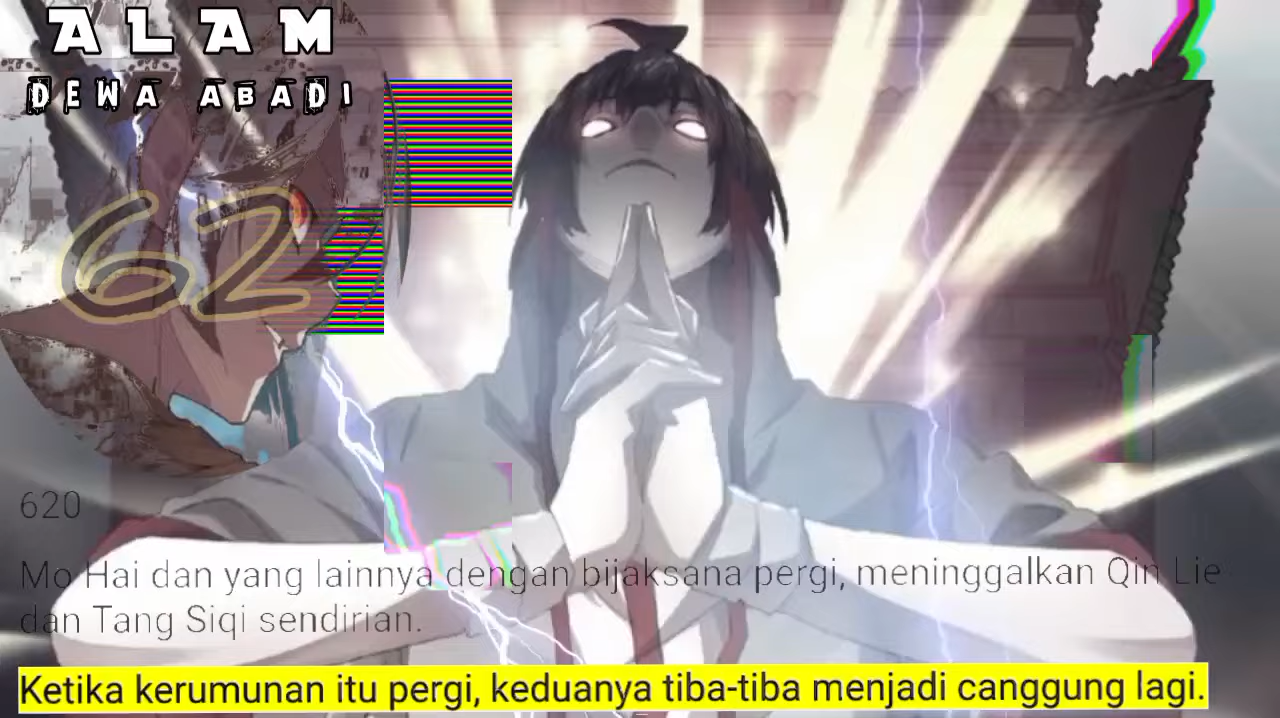 ALAM
DEWA ABADI
62
620
Mo Hai dan yang lainnya dengan bijaksana pergi, meninggalkan Qin Lie
dan Tang Siqi sendirian.
Ketika kerumunan itu pergi, keduanya tiba-tiba menjadi canggung lagi.